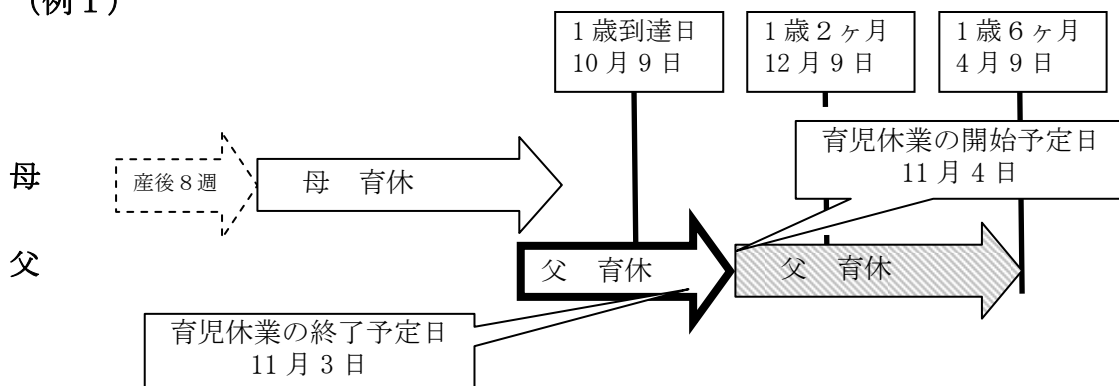 （例１）
１歳到達日
10月９日
１歳２ヶ月
12月９日
１歳６ヶ月
４月９日
育児休業の開始予定日
11月４日
母
産後８週
母　育休
父
父　育休
父　育休
育児休業の終了予定日
11月３日